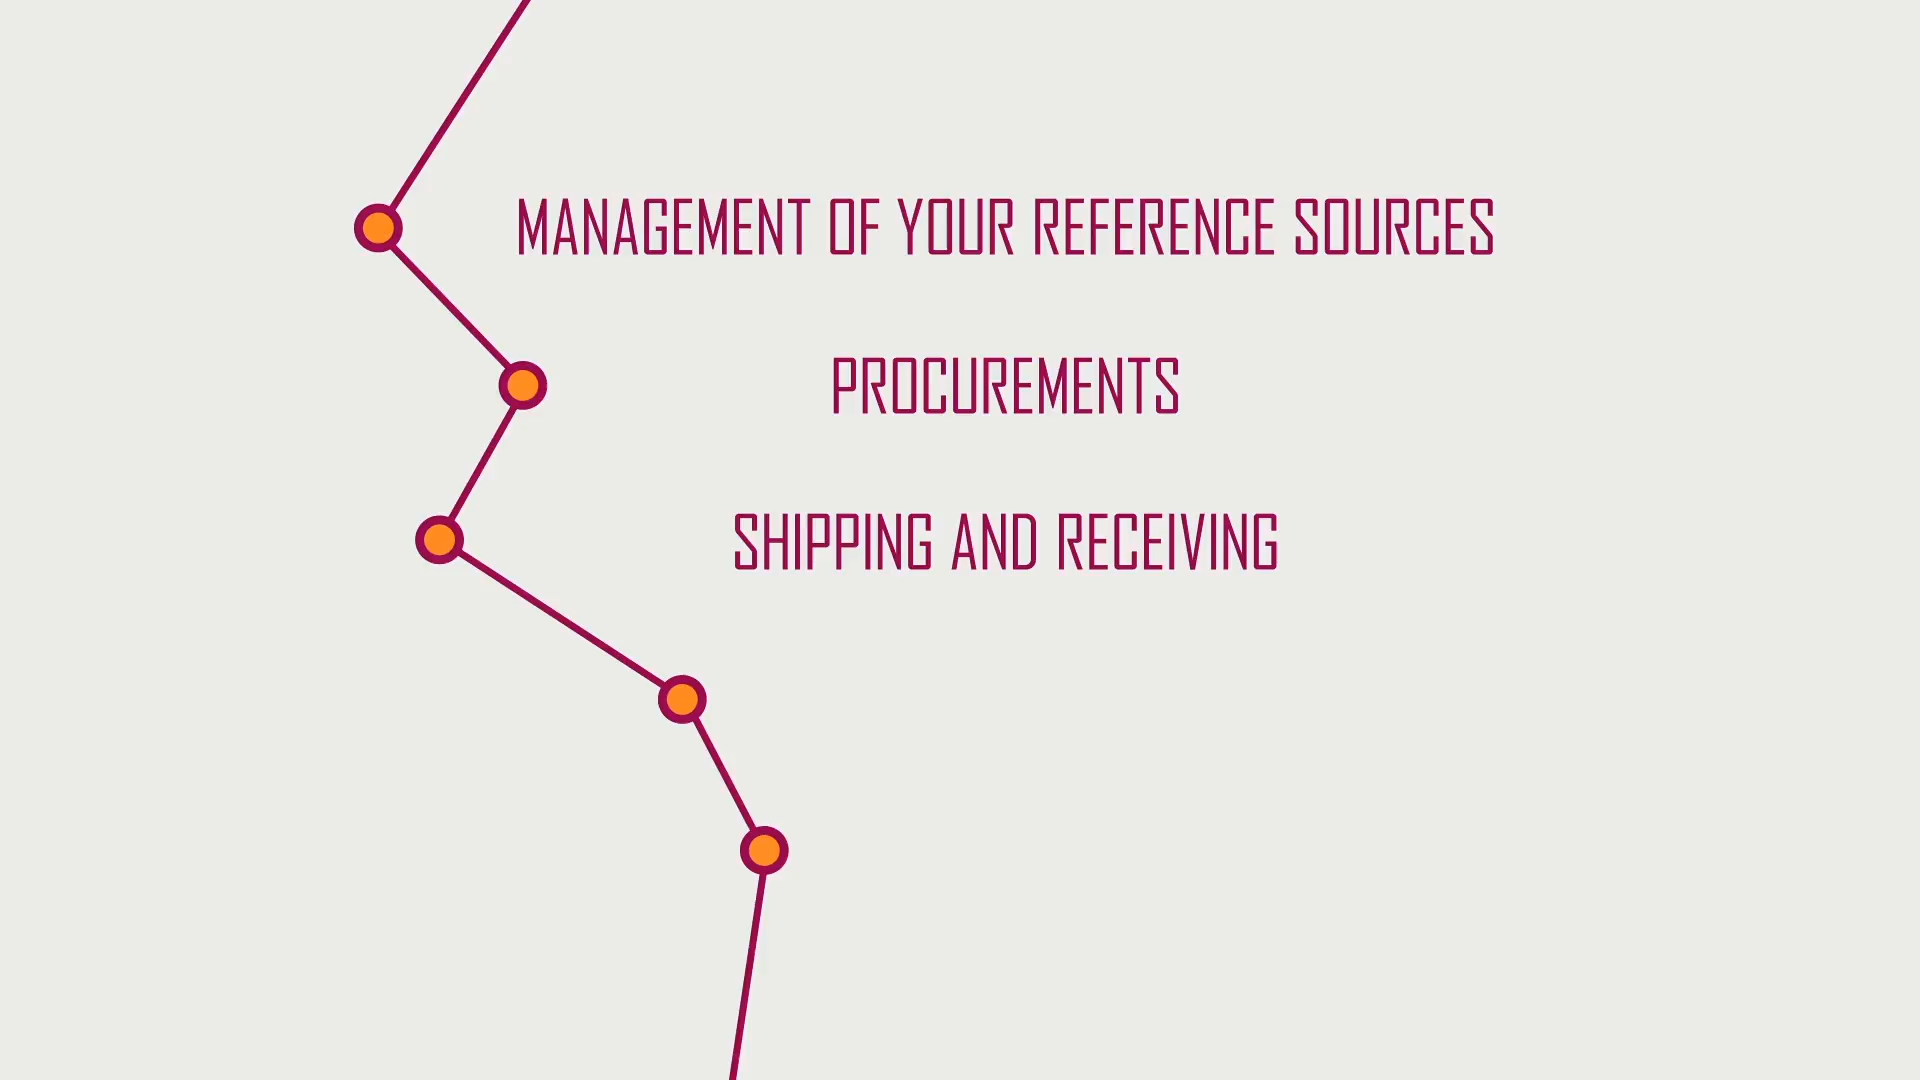 MANAGEMENT OF YOUR REFERENCE SOURCES
PROCUREMENTS
SHIPPING AND RECEIVING